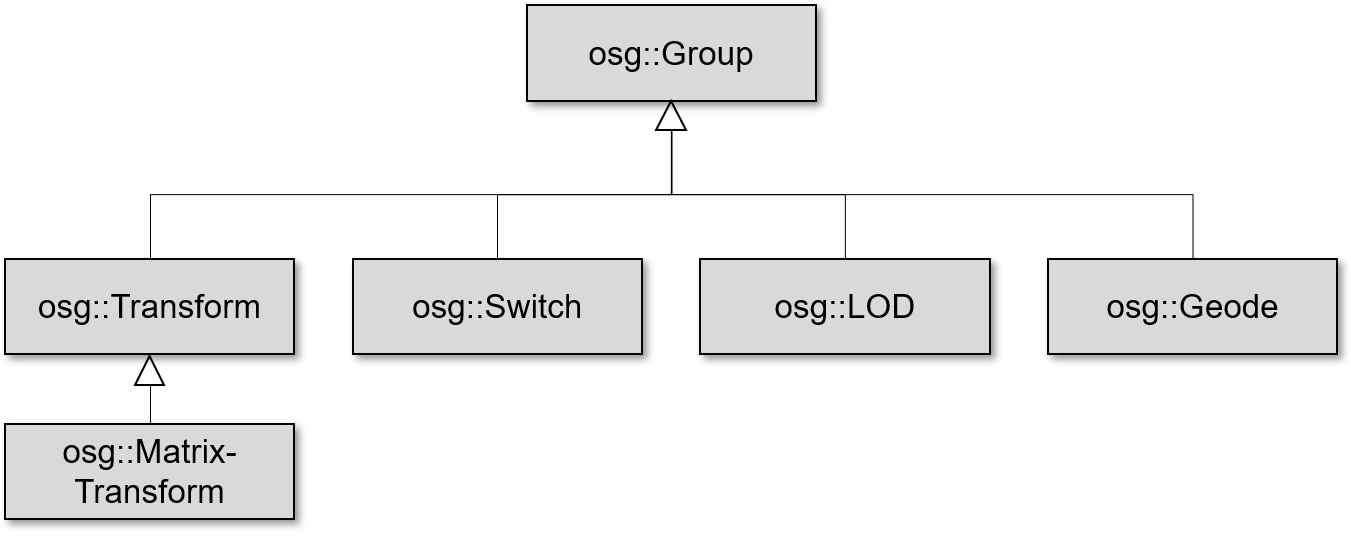 osg::Group
osg::Transform
osg::Switch
osg::LOD
osg::Geode
osg::Matrix-
Transform